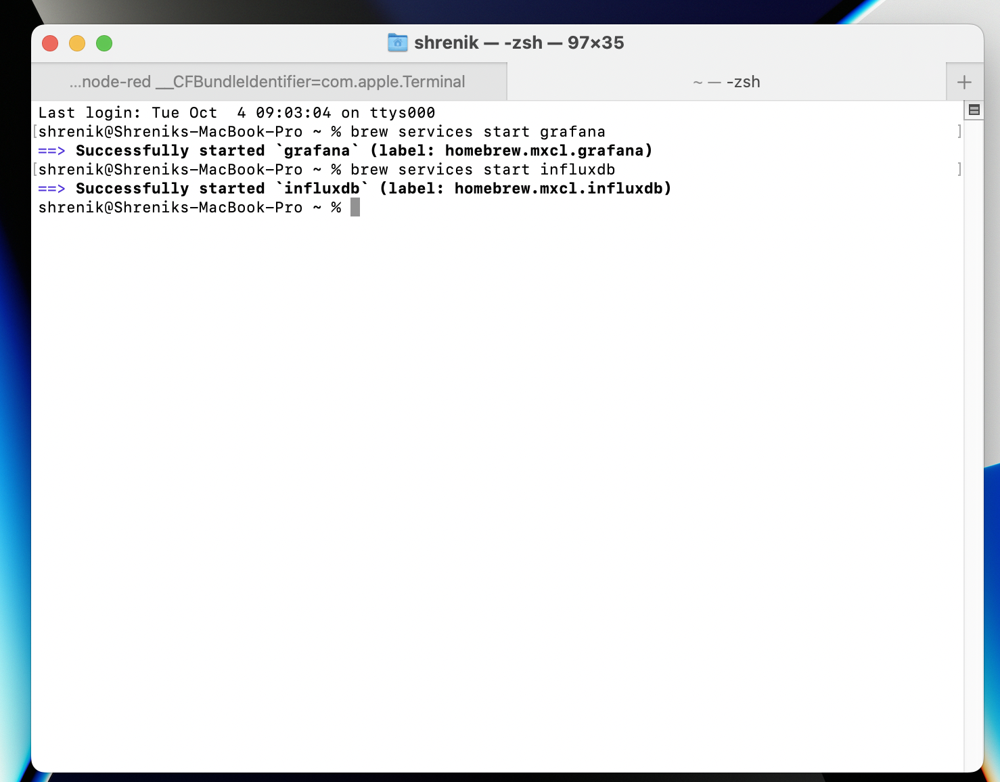 shrenik — -zsh — 97×35
...node-red __CFBundleIdentifier=com.apple.Terminal
~ — -zsh
Last login: Tue Oct  4 09:03:04 on ttys000
[shrenik@Shreniks-MacBook-Pro ~ % brew services start grafana ]
==> Successfully started `grafana` (label: homebrew.mxcl.grafana)
[shrenik@Shreniks-MacBook-Pro ~ % brew services start influxdb ]
==> Successfully started `influxdb` (label: homebrew.mxcl.influxdb)
shrenik@Shreniks-MacBook-Pro ~ %